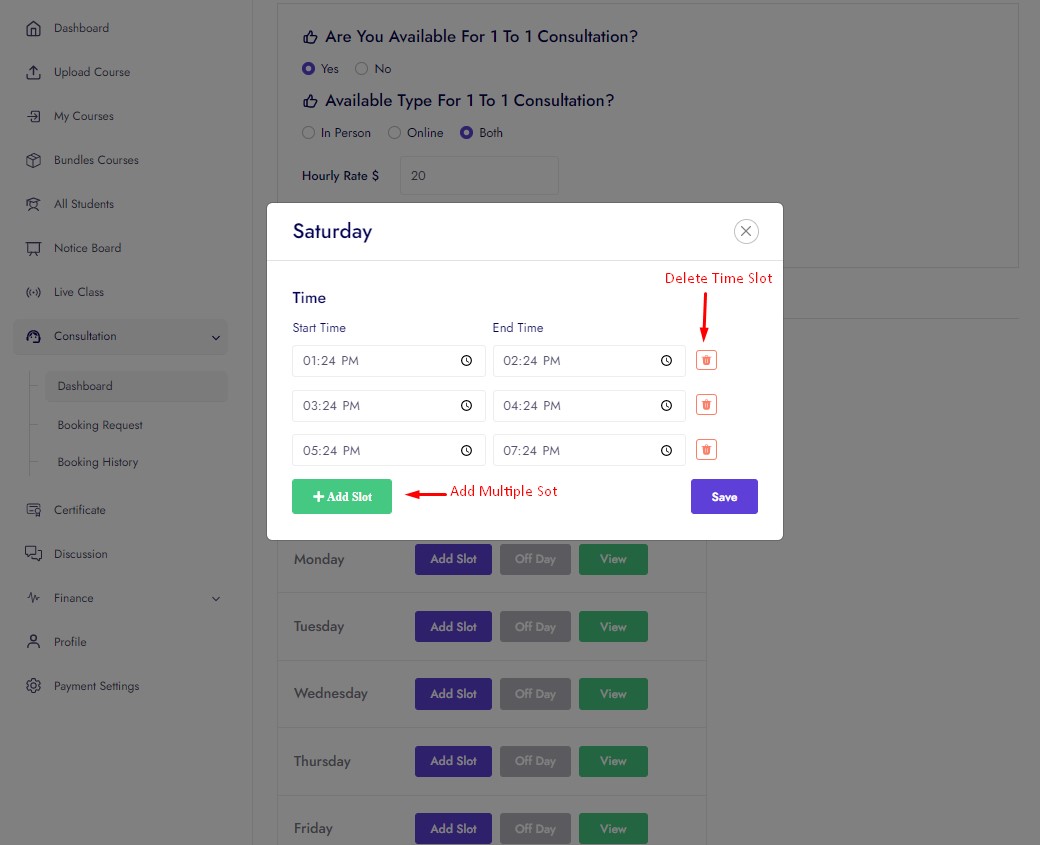 Dashboard
Upload Course
My Courses
Bundles Courses
All Students
Notice Board
Live Class
Consultation
Dashboard
Booking Request
Booking History
Certificate
Discussion
Finance
Profile
Payment Settings
Are You Available For 1 To 1 Consultation?
Yes No
Available Type For 1 To 1 Consultation?
In Person Online Both
Hourly Rate $ 20
Saturday
Delete Time Slot
Time
Start Time End Time
01:24 PM 02:24 PM
03:24 PM 04:24 PM
05:24 PM 07:24 PM
Add Slot Add Multiple Sot Save
Monday Add Slot Off Day View
Tuesday Add Slot Off Day View
Wednesday Add Slot Off Day View
Thursday Add Slot Off Day View
Friday Add Slot Off Day View